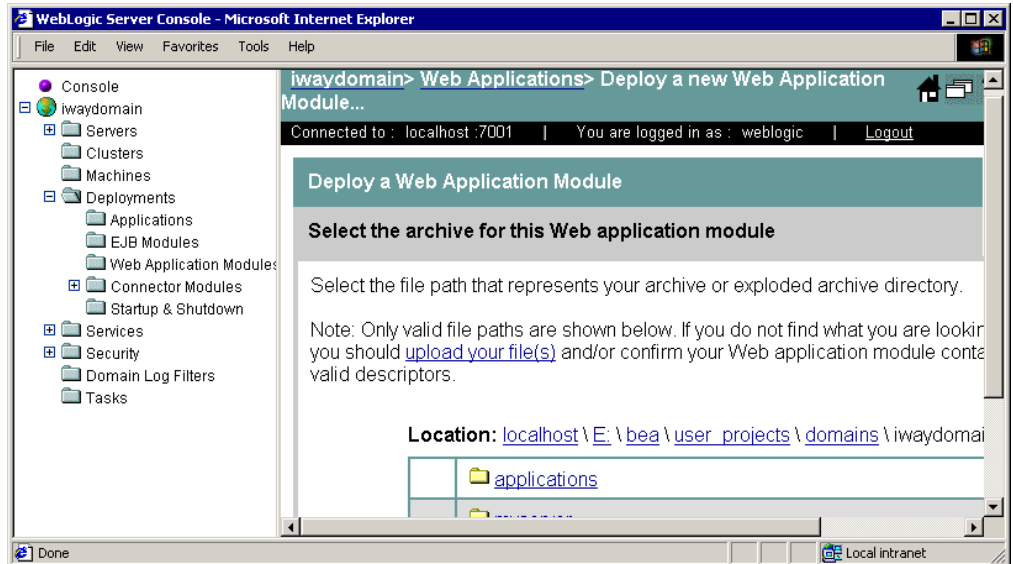 WebLogic Server Console - Microsoft Internet Explorer
File Edit View Favorites Tools Help
Console
iwaydomain
Servers
Clusters
Machines
Deployments
Applications
EJB Modules
Web Application Modules
Connector Modules
Startup & Shutdown
Services
Security
Domain Log Filters
Tasks
iwaydomain> Web Applications> Deploy a new Web Application
Module...
Connected to : localhost :7001 | You are logged in as : weblogic | Logout
Deploy a Web Application Module
Select the archive for this Web application module
Select the file path that represents your archive or exploded archive directory.
Note: Only valid file paths are shown below. If you do not find what you are lookin
you should upload your file(s) and/or confirm your Web application module conta
valid descriptors.
Location: localhost \ E: \ bea \ user_projects \ domains \ iwaydomai
applications
Done
Local intranet